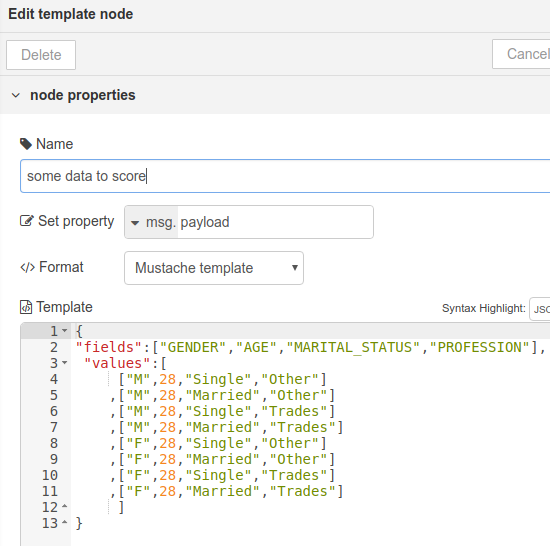 Edit template node
Delete
Cancel
node properties
Name
some data to score
Set property
msg. payload
</> Format
Mustache template
Template
Syntax Highlight: JSO
1 {
2 "fields":["GENDER","AGE","MARITAL_STATUS","PROFESSION"],
3 "values":[
4 ["M",28,"Single","Other"]
5 ,["M",28,"Married","Other"]
6 ,["M",28,"Single","Trades"]
7 ,["M",28,"Married","Trades"]
8 ,["F",28,"Single","Other"]
9 ,["F",28,"Married","Other"]
10 ,["F",28,"Single","Trades"]
11 ,["F",28,"Married","Trades"]
12 ]
13 }